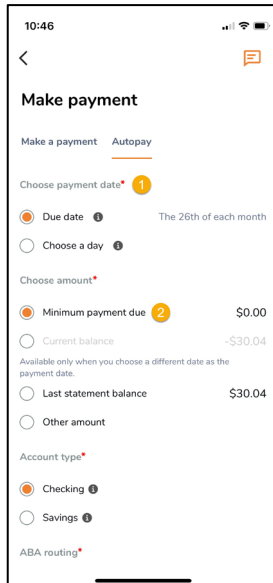 10:46
Make payment
Make a payment Autopay
Choose payment date* 1
Due date i The 26th of each month
Choose a day i
Choose amount*
Minimum payment due 2 $0.00
Current balance -$30.04
Available only when you choose a different date as the
payment date.
Last statement balance $30.04
Other amount
Account type*
Checking i
Savings i
ABA routing*